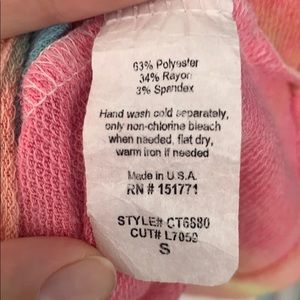 63% Polyester
34% Rayon
3% Spandex
Hand wash cold separately,
only non-chlorine bleach
when needed, flat dry,
warm iron if needed
Made in U.S.A.
RN # 151771
STYLE# CT6880
CUT# L7059
S